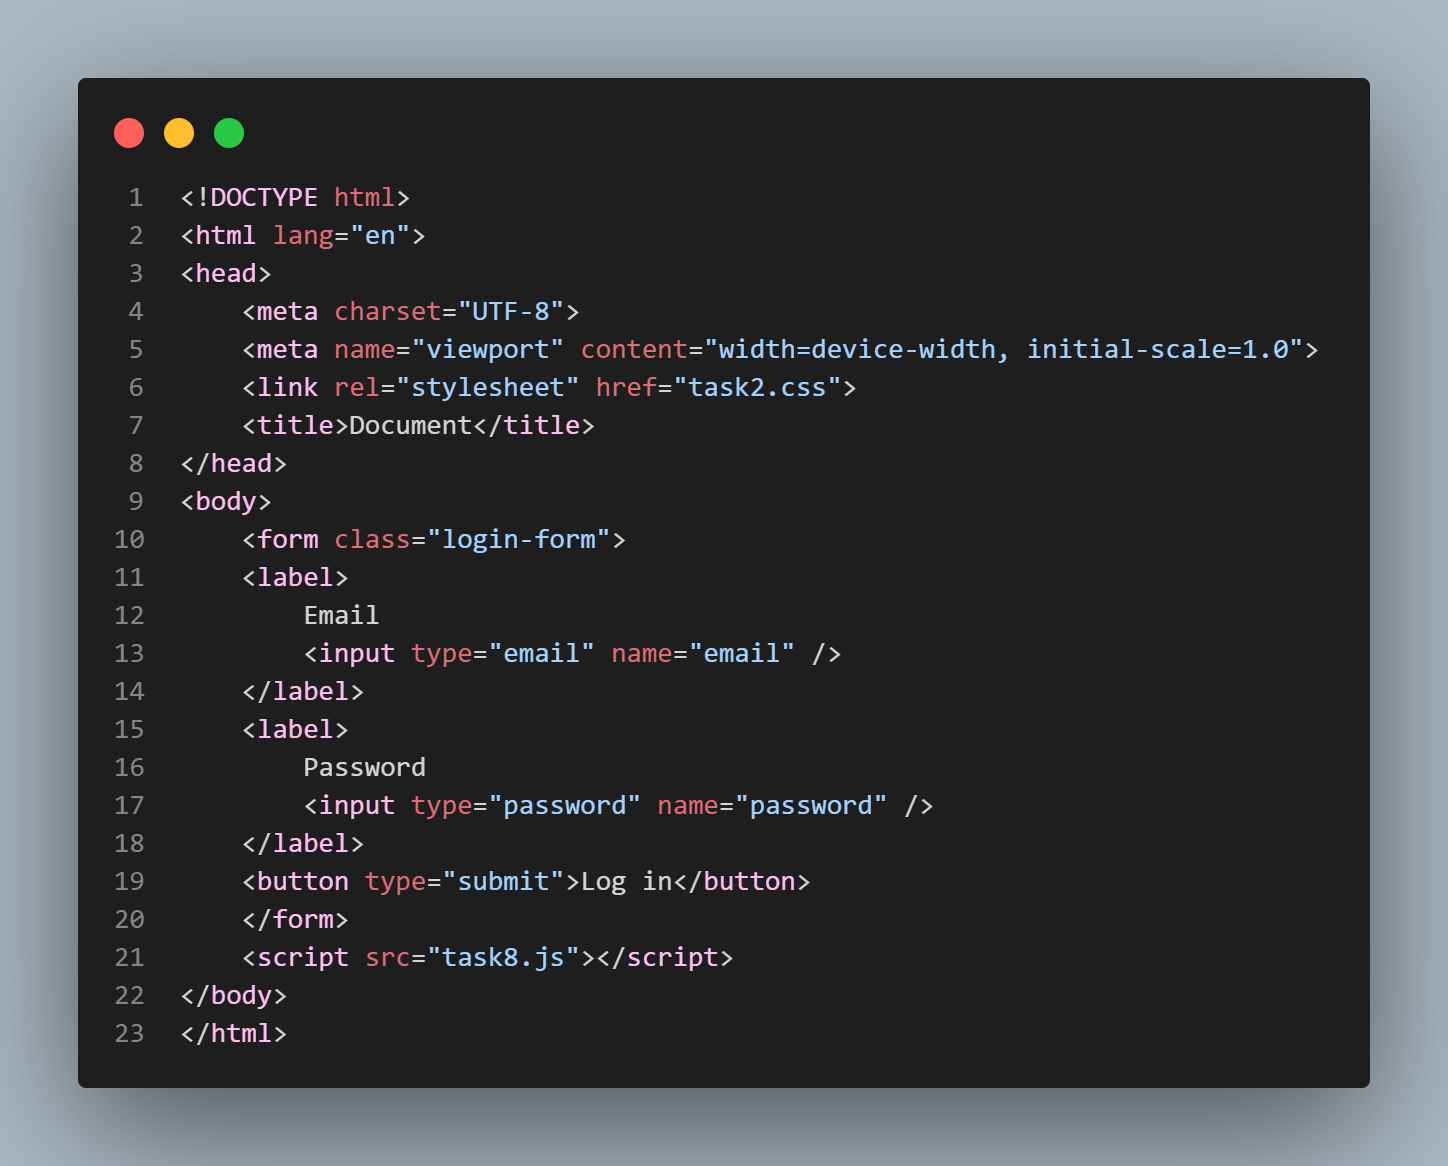 1 <!DOCTYPE html>
2 <html lang="en">
3 <head>
4     <meta charset="UTF-8">
5     <meta name="viewport" content="width=device-width, initial-scale=1.0">
6     <link rel="stylesheet" href="task2.css">
7     <title>Document</title>
8 </head>
9 <body>
10     <form class="login-form">
11     <label>
12         Email
13         <input type="email" name="email" />
14     </label>
15     <label>
16         Password
17         <input type="password" name="password" />
18     </label>
19     <button type="submit">Log in</button>
20     </form>
21     <script src="task8.js"></script>
22 </body>
23 </html>